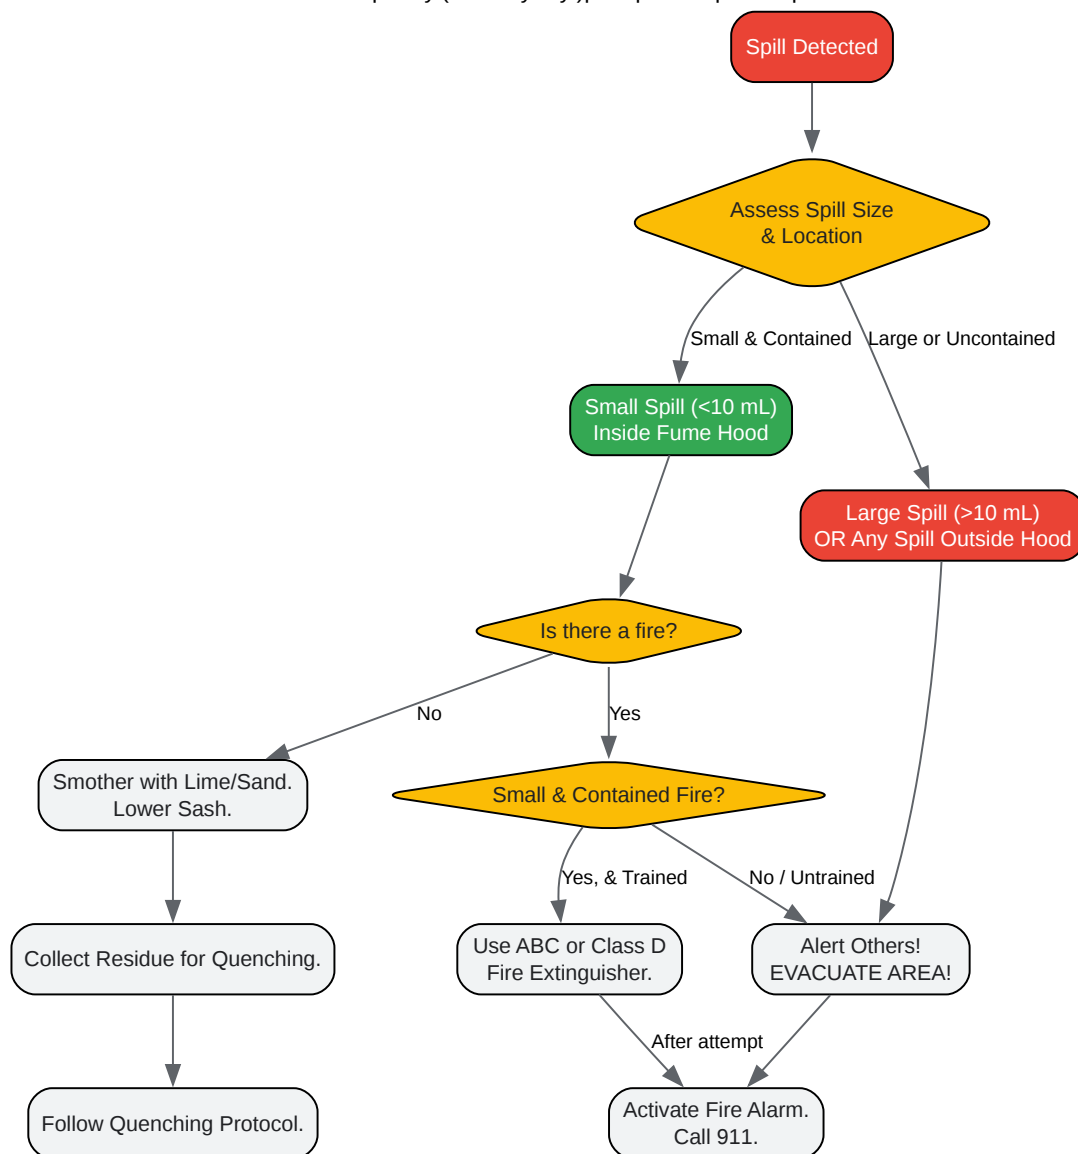 Spill Detected
Assess Spill Size
& Location
Small & Contained
Large or Uncontained
Small Spill (<10 mL)
Inside Fume Hood
Large Spill (>10 mL)
OR Any Spill Outside Hood
Is there a fire?
No
Yes
Smother with Lime/Sand.
Lower Sash.
Small & Contained Fire?
Yes, & Trained
No / Untrained
Collect Residue for Quenching.
Use ABC or Class D
Fire Extinguisher.
Alert Others!
EVACUATE AREA!
After attempt
Follow Quenching Protocol.
Activate Fire Alarm.
Call 911.